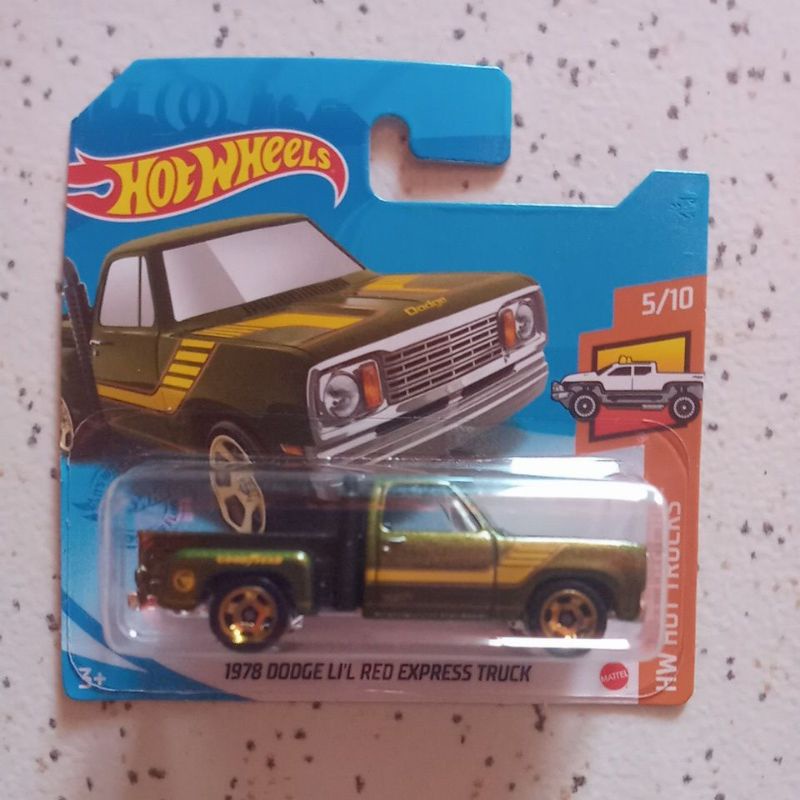 HOT WHEELS
Dodge
5/10
HW HOT TRUCKS
GOODYEAR
1978 DODGE LI'L RED EXPRESS TRUCK
3+
MATTEL